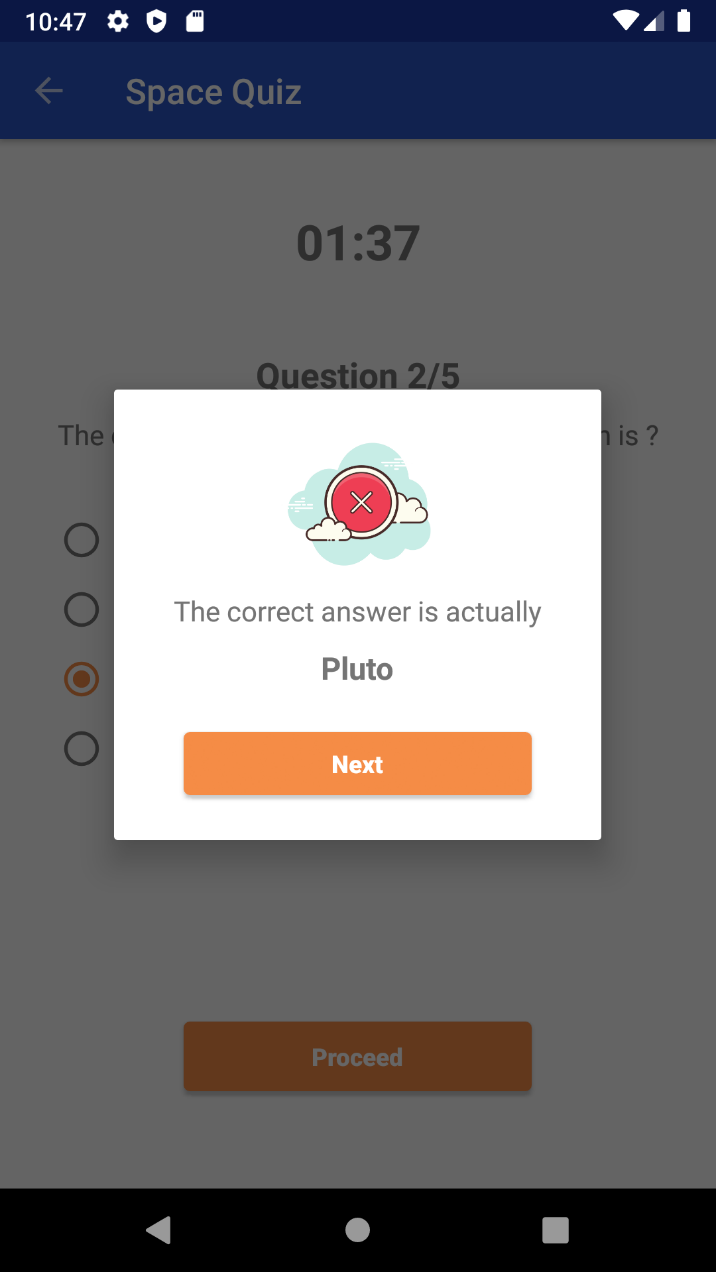 10:47
Space Quiz
01:37
Question 2/5
The is ?
The correct answer is actually
Pluto
Next
Proceed